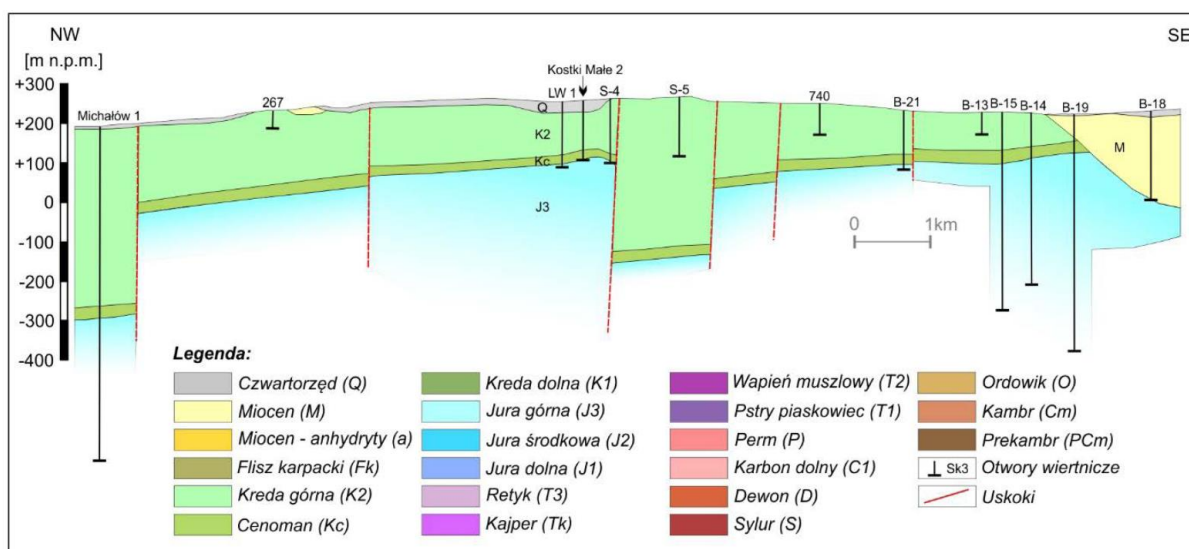 NW
SE
[m n.p.m.]
+300
+200
+100
0
-100
-200
-300
-400
Michałów 1
267
Kostki Małe 2
LW 1
S-4
S-5
740
B-21
B-13
B-15
B-14
B-19
B-18
Q
K2
Kc
J3
M
0
1km
Legenda:
Czwartorzęd (Q)
Miocen (M)
Miocen - anhydryty (a)
Flisz karpacki (Fk)
Kreda górna (K2)
Cenoman (Kc)
Kreda dolna (K1)
Jura górna (J3)
Jura środkowa (J2)
Jura dolna (J1)
Retyk (T3)
Kajper (Tk)
Wapień muszlowy (T2)
Pstry piaskowiec (T1)
Perm (P)
Karbon dolny (C1)
Dewon (D)
Sylur (S)
Ordowik (O)
Kambr (Cm)
Prekambr (PCm)
Sk3 Otwory wiertnicze
Uskoki